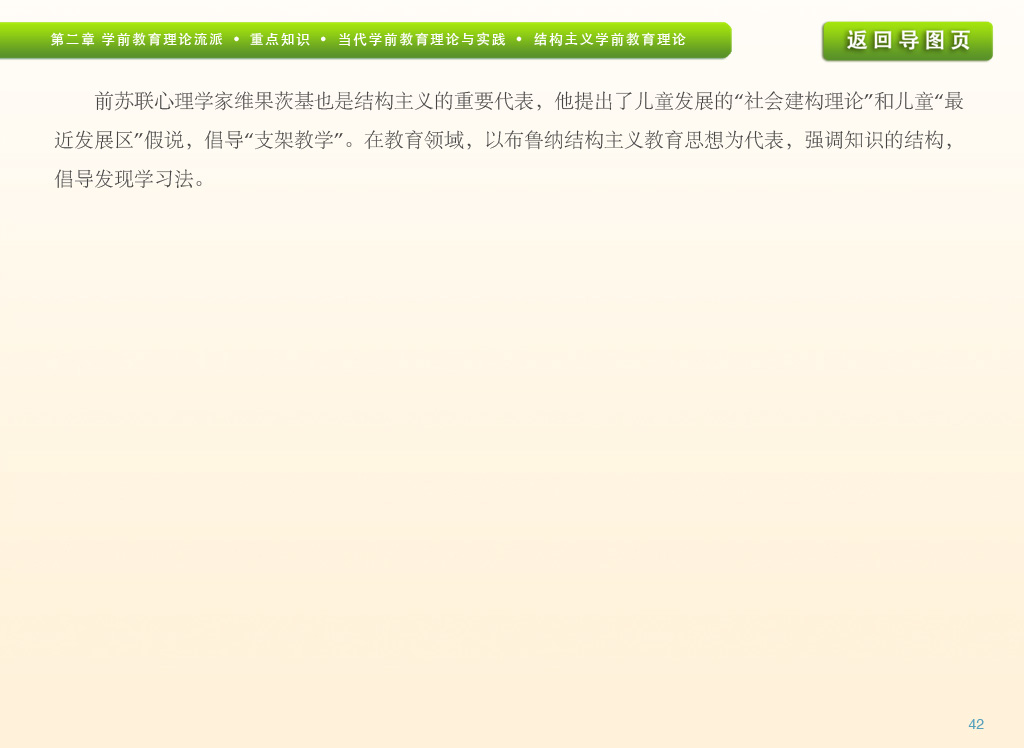 第二章 学前教育理论流派 • 重点知识 • 当代学前教育理论与实践 • 结构主义学前教育理论
返回导图页
前苏联心理学家维果茨基也是结构主义的重要代表，他提出了儿童发展的“社会建构理论”和儿童“最
近发展区”假说，倡导“支架教学”。在教育领域，以布鲁纳结构主义教育思想为代表，强调知识的结构，
倡导发现学习法。
42